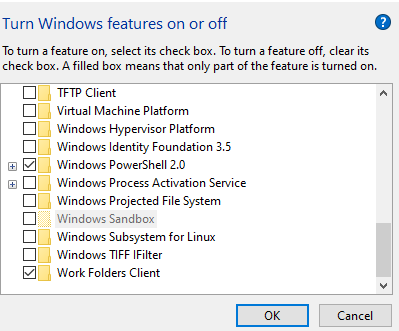 Turn Windows features on or off
To turn a feature on, select its check box. To turn a feature off, clear its
check box. A filled box means that only part of the feature is turned on.
TFTP Client
Virtual Machine Platform
Windows Hypervisor Platform
Windows Identity Foundation 3.5
Windows PowerShell 2.0
Windows Process Activation Service
Windows Projected File System
Windows Sandbox
Windows Subsystem for Linux
Windows TIFF IFilter
Work Folders Client
OK Cancel